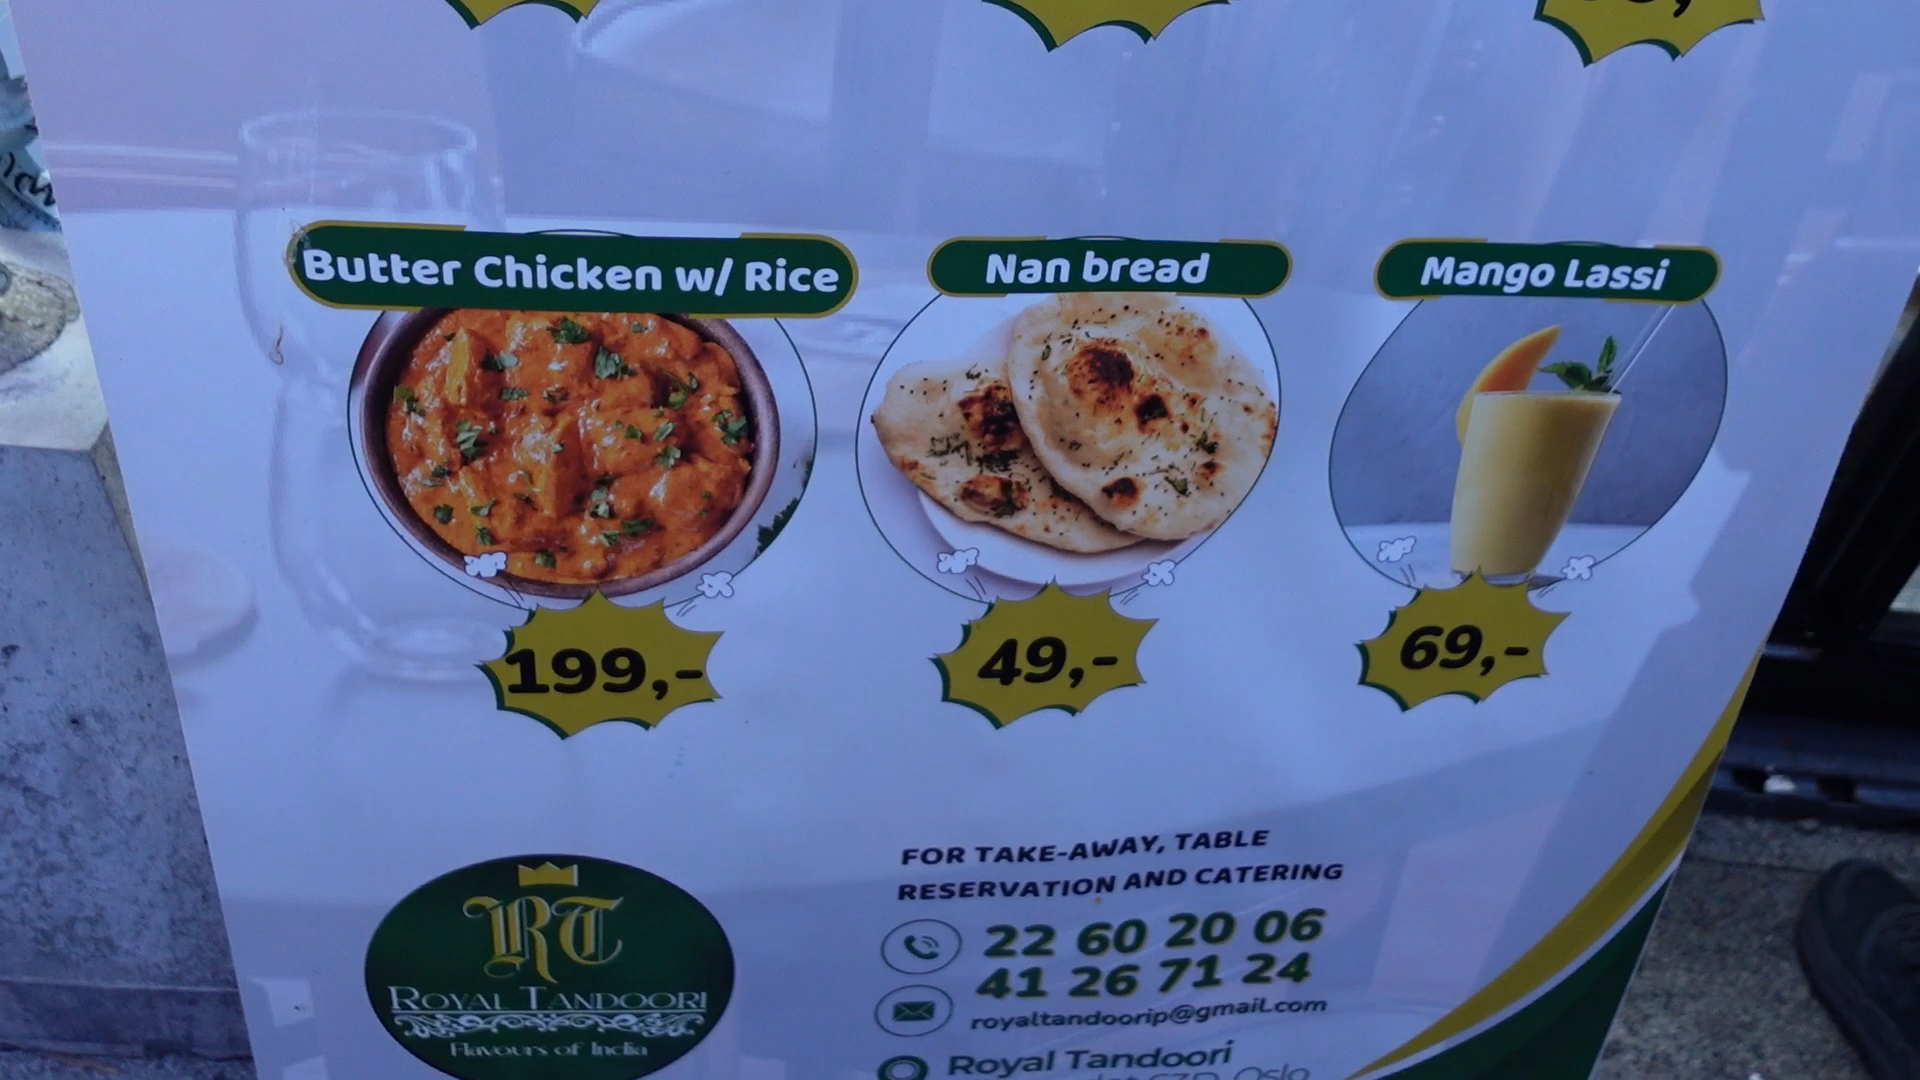 Butter Chicken w/ Rice
Nan bread
Mango Lassi
199,-
49,-
69,-
FOR TAKE-AWAY, TABLE
RESERVATION AND CATERING
22 60 20 06
41 26 71 24
royaltandoorip@gmail.com
Royal Tandoori
Oslo
RT
ROYAL TANDOORI
Flavours of India